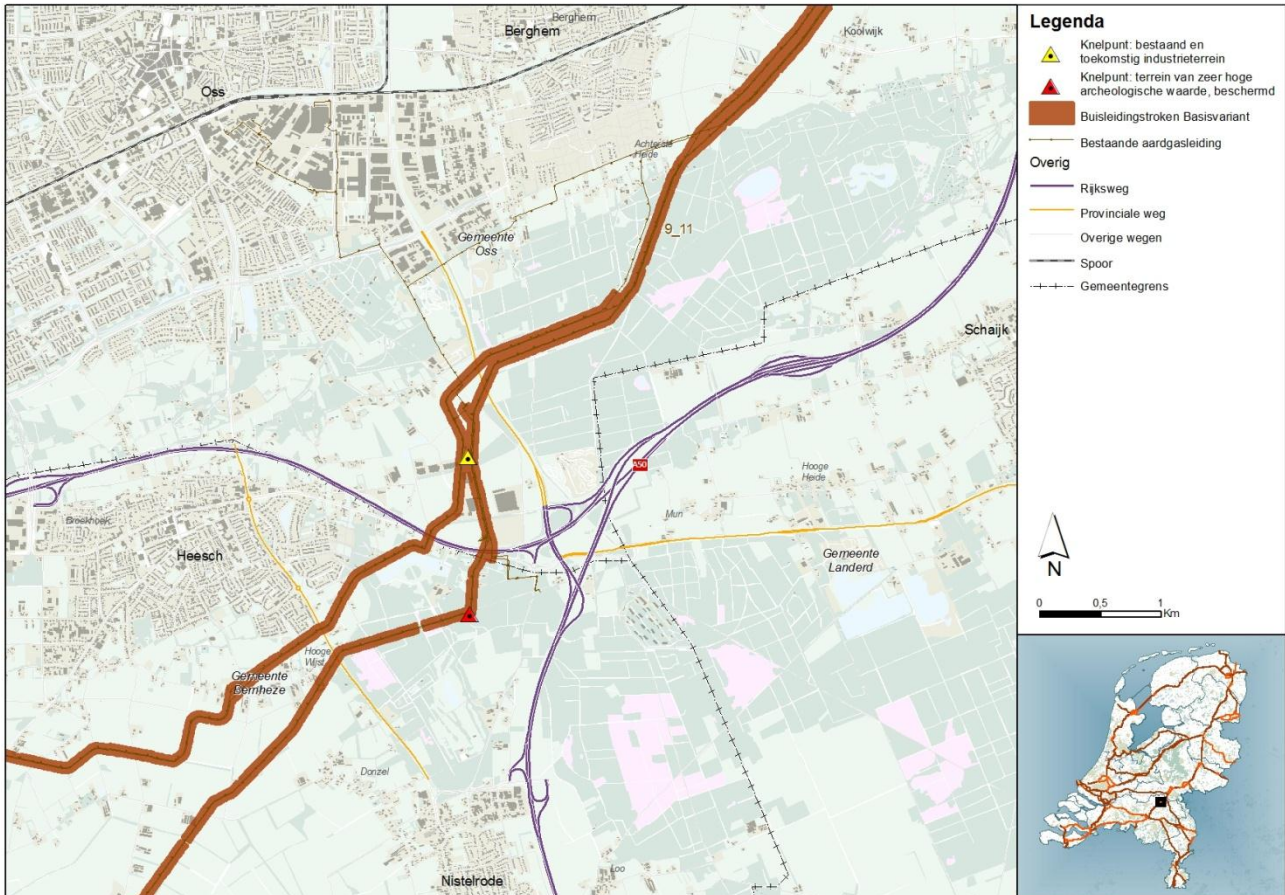 Berghem
Berghem
Koolwijk
Oss
Achterste
Heide
Gemeente
Oss
9_11
Schaijk
A50
Hooge
Heide
Mun
Broekhoek
Heesch
Gemeente
Landerd
Hooge
Wijst
Gemeente
Bernheze
Donzel
Nistelrode
Loo
Legenda
Knelpunt: bestaand en
toekomstig industrieterrein
Knelpunt: terrein van zeer hoge
archeologische waarde, beschermd
Buisleidingstroken Basisvariant
Bestaande aardgasleiding
Overig
Rijksweg
Provinciale weg
Overige wegen
Spoor
Gemeentegrens
N
0 0,5 1
Km